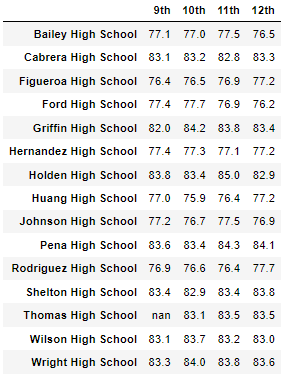 9th 10th 11th 12th
Bailey High School 77.1 77.0 77.5 76.5
Cabrera High School 83.1 83.2 82.8 83.3
Figueroa High School 76.4 76.5 76.9 77.2
Ford High School 77.4 77.7 76.9 76.2
Griffin High School 82.0 84.2 83.8 83.4
Hernandez High School 77.4 77.3 77.1 77.2
Holden High School 83.8 83.4 85.0 82.9
Huang High School 77.0 75.9 76.4 77.2
Johnson High School 77.2 76.7 77.5 76.9
Pena High School 83.6 83.4 84.3 84.1
Rodriguez High School 76.9 76.6 76.4 77.7
Shelton High School 83.4 82.9 83.4 83.8
Thomas High School nan 83.1 83.5 83.5
Wilson High School 83.1 83.7 83.2 83.0
Wright High School 83.3 84.0 83.8 83.6